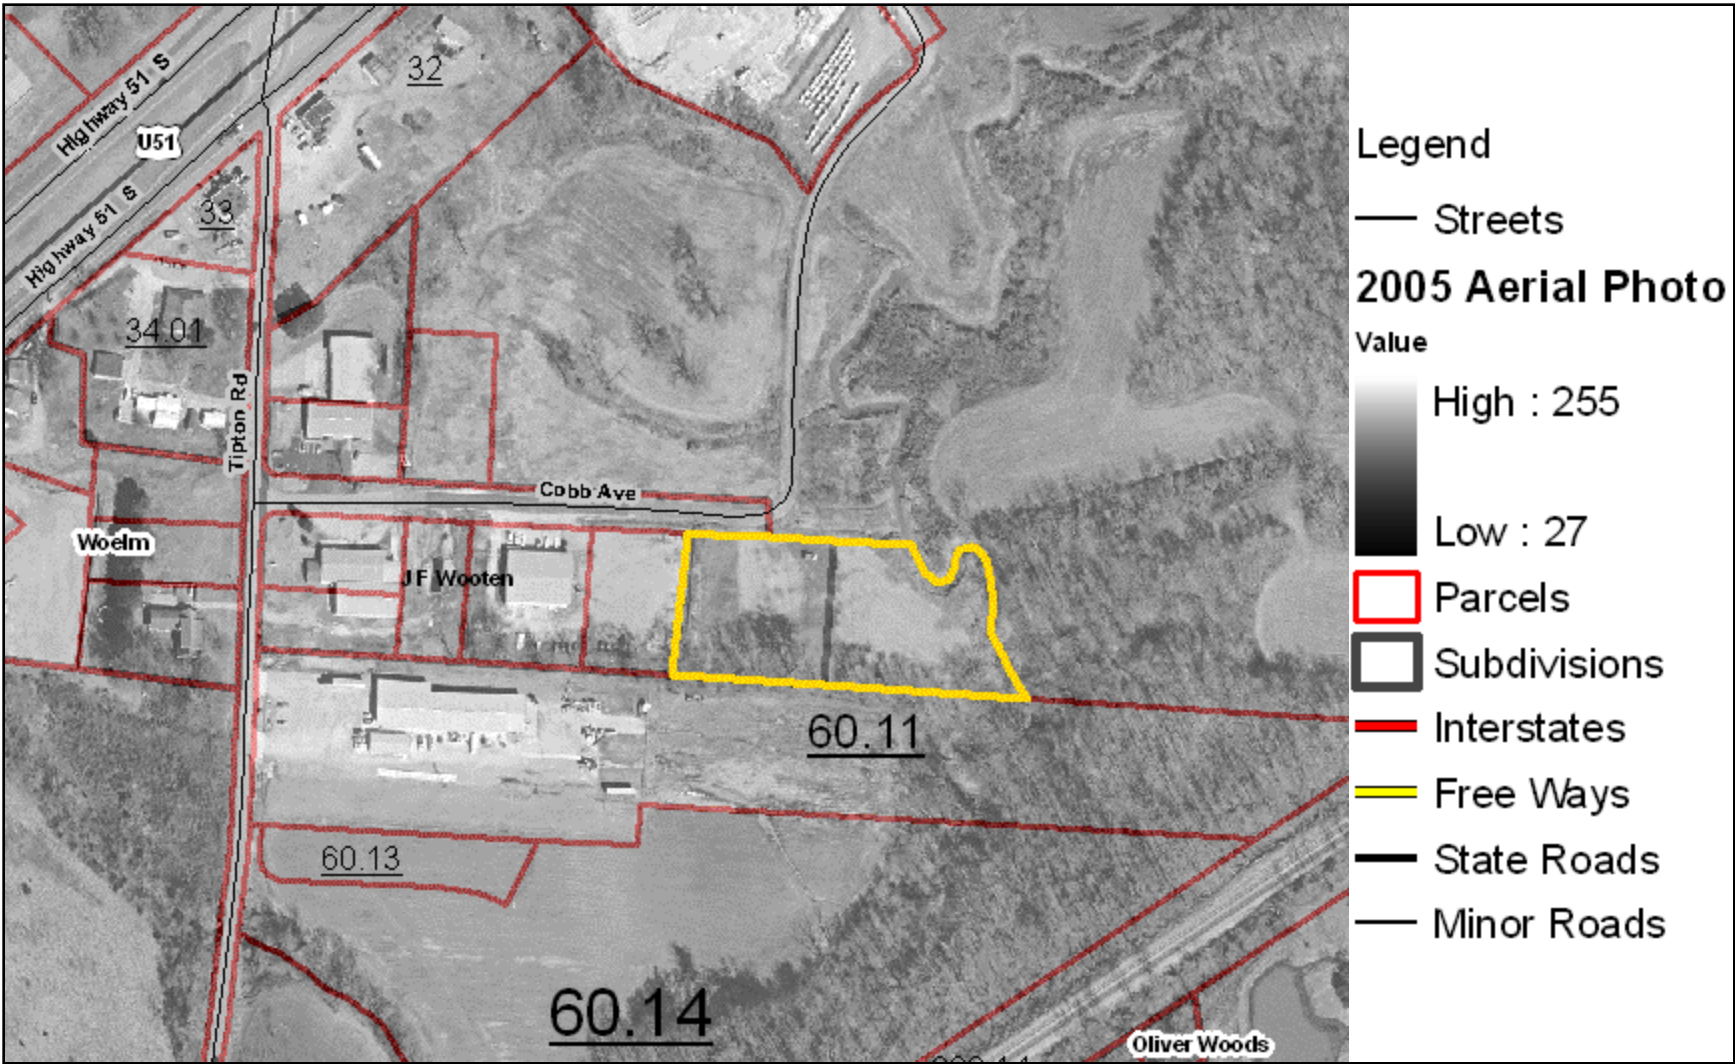 Highway 51 S
U51
Highway 51 S
32
33
34.01
Tipton Rd
Cobb Ave
Woelm
J F Wooten
60.11
60.13
60.14
Oliver Woods
Legend
Streets
2005 Aerial Photo
Value
High : 255
Low : 27
Parcels
Subdivisions
Interstates
Free Ways
State Roads
Minor Roads